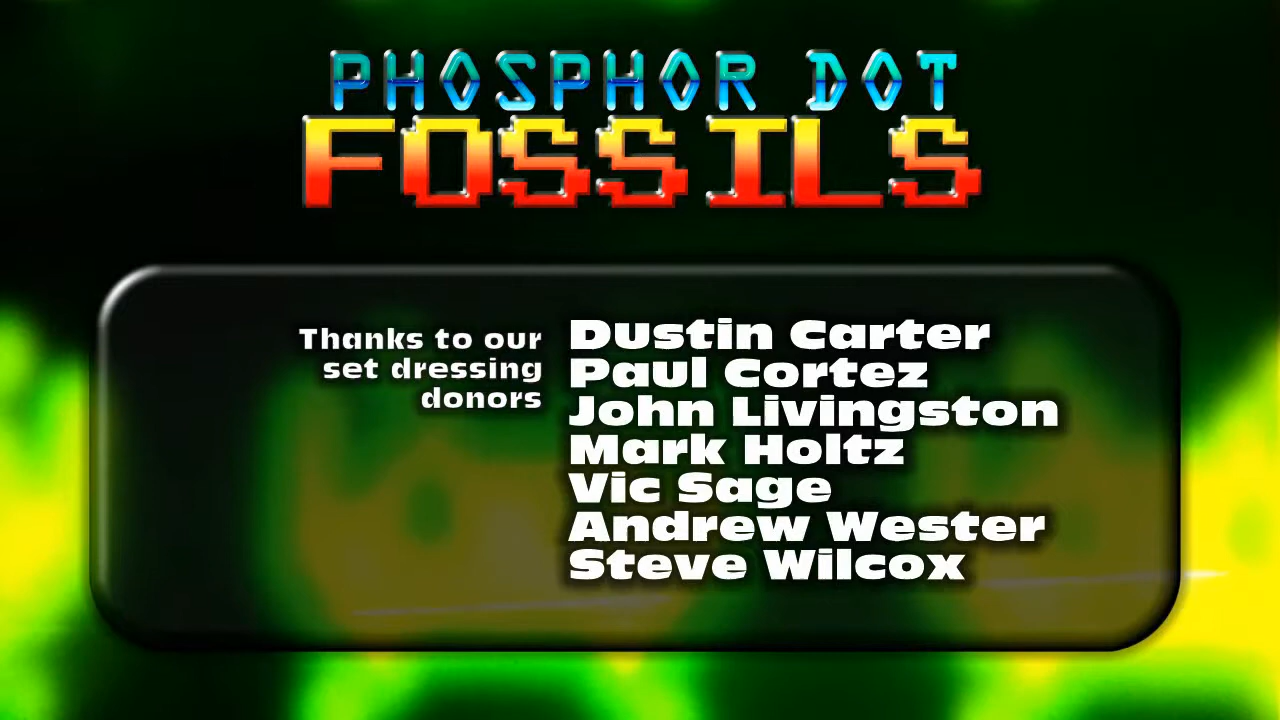 PHOSPHOR DOT
FOSSILS
Thanks to our
set dressing
donors
Dustin Carter
Paul Cortez
John Livingston
Mark Holtz
Vic Sage
Andrew Wester
Steve Wilcox